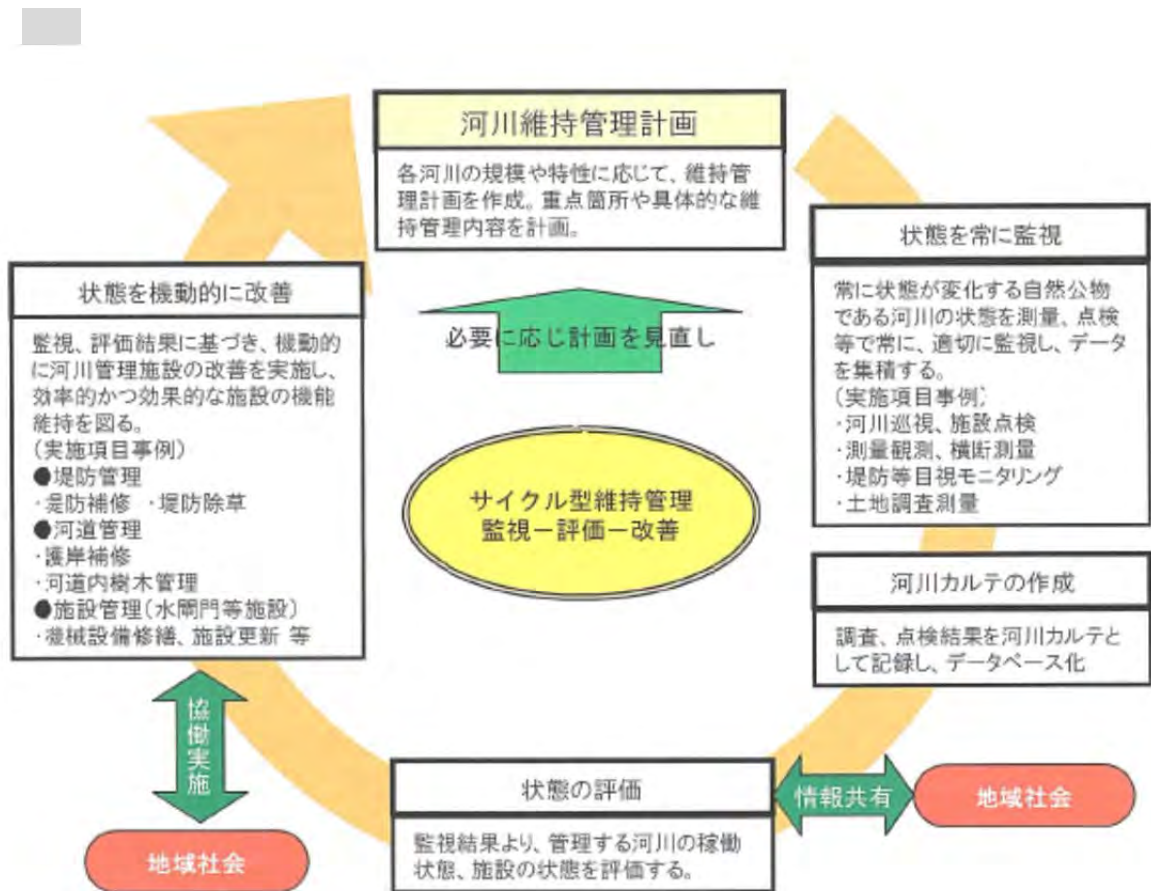 河川維持管理計画
各河川の規模や特性に応じて、維持管
理計画を作成。重点箇所や具体的な維
持管理内容を計画。
状態を常に監視
常に状態が変化する自然公物
である河川の状態を測量、点検
等で常に、適切に監視し、データ
を集積する。
(実施項目事例)
・河川巡視、施設点検
・測量観測、横断測量
・堤防等目視モニタリング
・土地調査測量
河川カルテの作成
調査、点検結果を河川カルテと
して記録し、データベース化
状態の評価
監視結果より、管理する河川の稼働
状態、施設の状態を評価する。
情報共有
地域社会
状態を機動的に改善
監視、評価結果に基づき、機動的
に河川管理施設の改善を実施し、
効率的かつ効果的な施設の機能
維持を図る。
(実施項目事例)
●堤防管理
・堤防補修 ・堤防除草
●河道管理
・護岸補修
・河道内樹木管理
●施設管理(水閘門等施設)
・機械設備修繕、施設更新 等
協働実施
地域社会
必要に応じ計画を見直し
サイクル型維持管理
監視－評価－改善